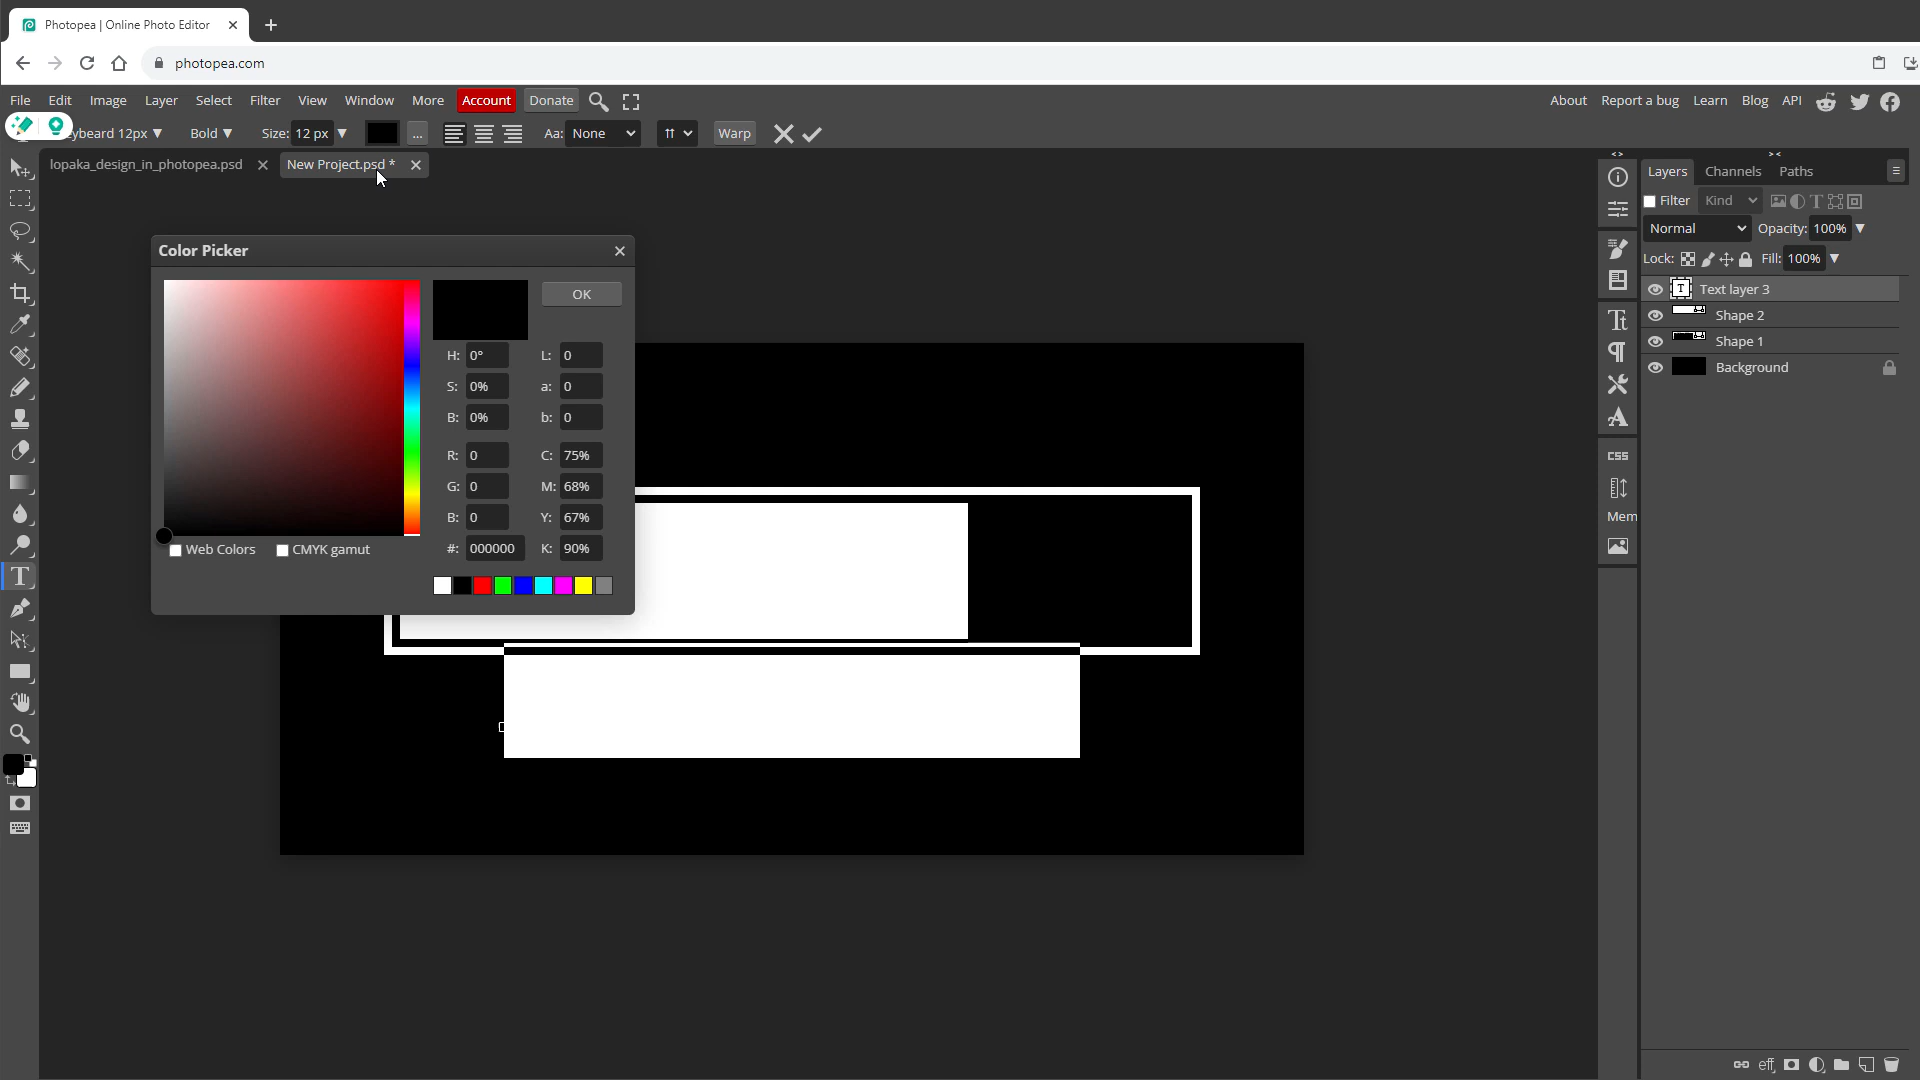 Photopea | Online Photo Editor
photopea.com
File Edit Image Layer Select Filter View Window More Account Donate
About Report a bug Learn Blog API
yboard 12px Bold Size: 12 px ... Aa: None Warp
lopaka_design_in_photopea.psd New Project.psd *
Color Picker
OK
H: 0° L: 0
S: 0% a: 0
B: 0% b: 0
R: 0 C: 75%
G: 0 M: 68%
B: 0 Y: 67%
#: 000000 K: 90%
Web Colors CMYK gamut
Layers Channels Paths
Filter Kind
Normal Opacity: 100%
Lock: Fill: 100%
Text layer 3
Shape 2
Shape 1
Background
CSS
Mem
eff